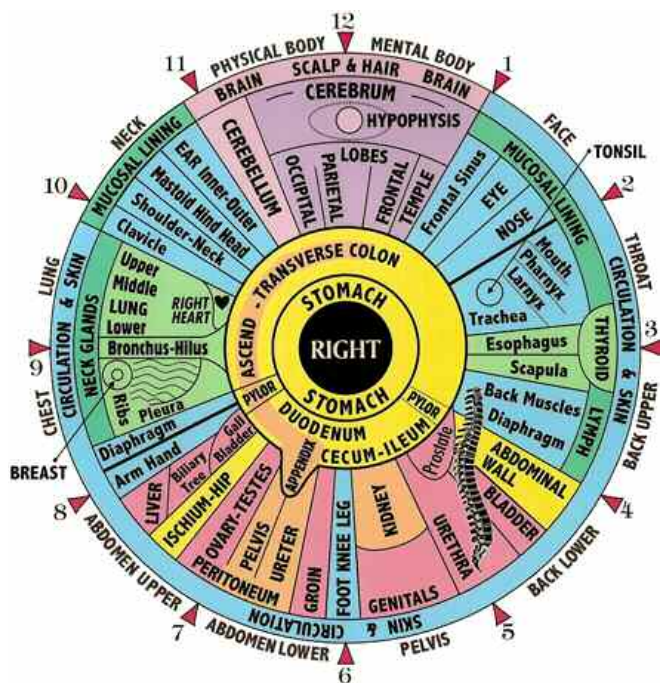 12
PHYSICAL BODY
MENTAL BODY
11
1
BRAIN
SCALP & HAIR
BRAIN
CEREBRUM
HYPOPHYSIS
LOBES
OCCIPITAL
PARIETAL
FRONTAL
TEMPLE
CEREBELLUM
NECK
MUCOSAL LINING
EAR Inner-Outer
Mastoid Hind Head
Shoulder-Neck
Clavicle
10
FACE
MUCOSAL LINING
TONSIL
Frontal Sinus
EYE
NOSE
2
Mouth
Pharnyx
Larnyx
Trachea
THROAT
CIRCULATION & SKIN
THYROID
3
Esophagus
Scapula
LYMPH
Back Muscles
Diaphragm
BACK UPPER
ABDOMINAL
WALL
4
BLADDER
BACK LOWER
Prostate
URETHRA
5
KIDNEY
GENITALS
PELVIS
FOOT KNEE LEG
6
SKIN & CIRCULATION
GROIN
ABDOMEN LOWER
URETER
PELVIS
PERITONEUM
OVARY-TESTES
7
ISCHIUM-HIP
ABDOMEN UPPER
Gall
Bladder
Biliary
Tree
LIVER
8
Arm Hand
Diaphragm
BREAST
Pleura
Ribs
CHEST
9
Bronchus-Hilus
Upper
Middle
LUNG
Lower
RIGHT
HEART
NECK GLANDS
CIRCULATION & SKIN
LUNG
ASCEND - TRANSVERSE COLON
STOMACH
RIGHT
STOMACH
PYLOR
PYLOR
DUODENUM
CECUM-ILEUM
APPENDIX